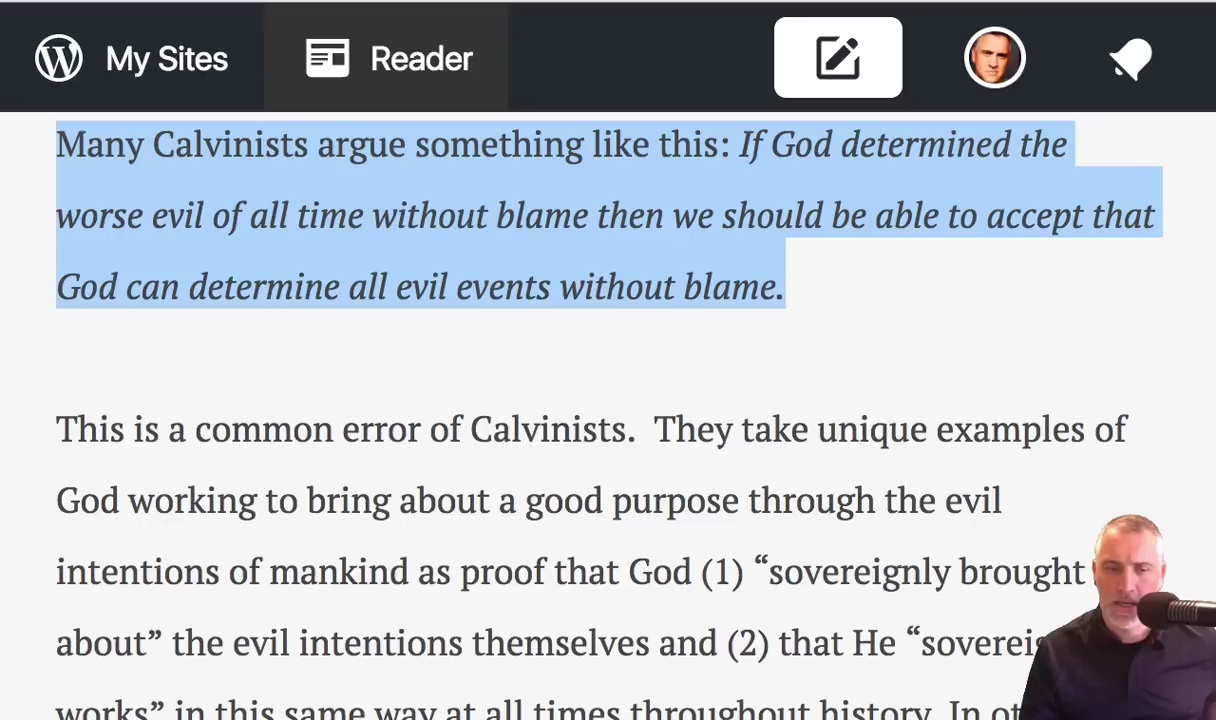 My Sites
Reader
Many Calvinists argue something like this: If God determined the
worse evil of all time without blame then we should be able to accept that
God can determine all evil events without blame.
This is a common error of Calvinists.  They take unique examples of
God working to bring about a good purpose through the evil
intentions of mankind as proof that God (1) “sovereignly brought
about” the evil intentions themselves and (2) that He “soverei
works” in this same way at all times throughout history. In ot